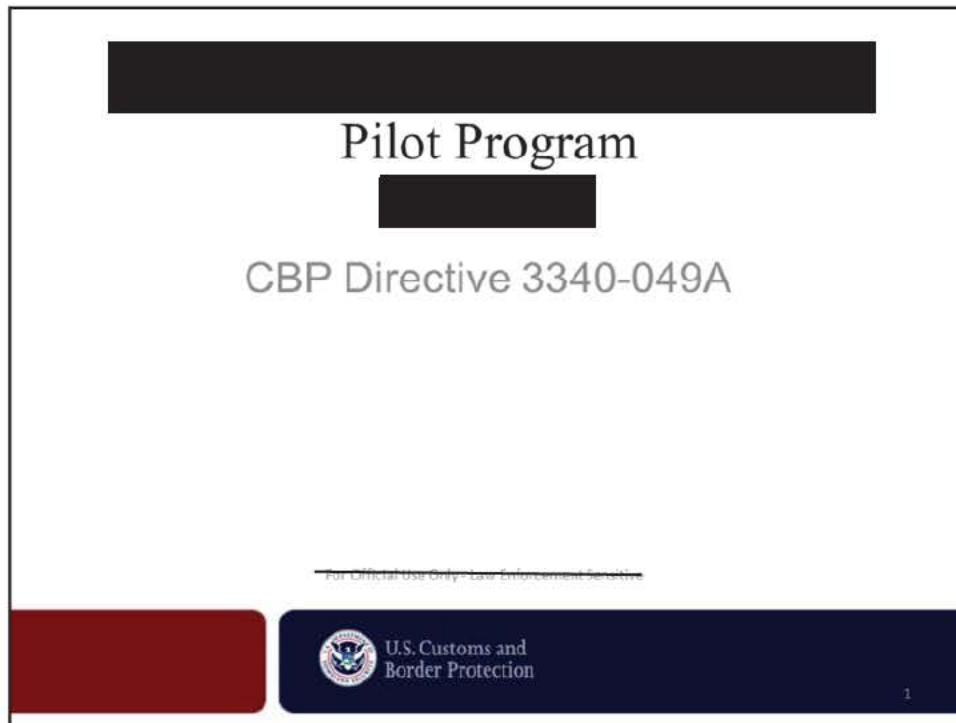 Pilot Program
CBP Directive 3340-049A
For Official Use Only - Law Enforcement Sensitive
U.S. Customs and
Border Protection
1